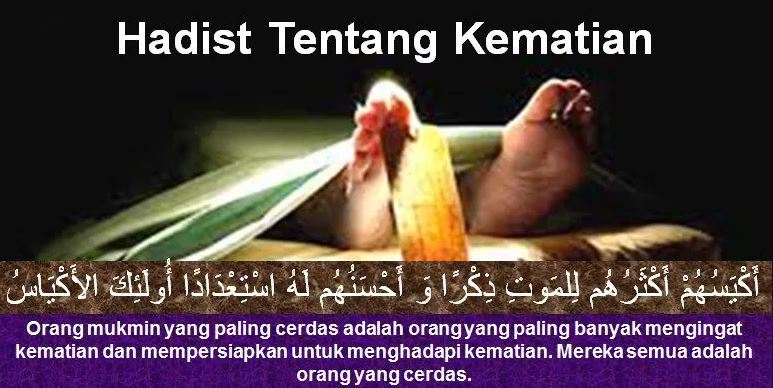 Hadist Tentang Kematian
أَكْيَسُهُمْ أَكْثَرُهُم لِلمَوتِ ذِكْرًا وَ أَحْسَنُهُم لَهُ اسْتِعْدَادًا أُولَئِكَ الأَكْيَاسُ
Orang mukmin yang paling cerdas adalah orang yang paling banyak mengingat
kematian dan mempersiapkan untuk menghadapi kematian. Mereka semua adalah
orang yang cerdas.